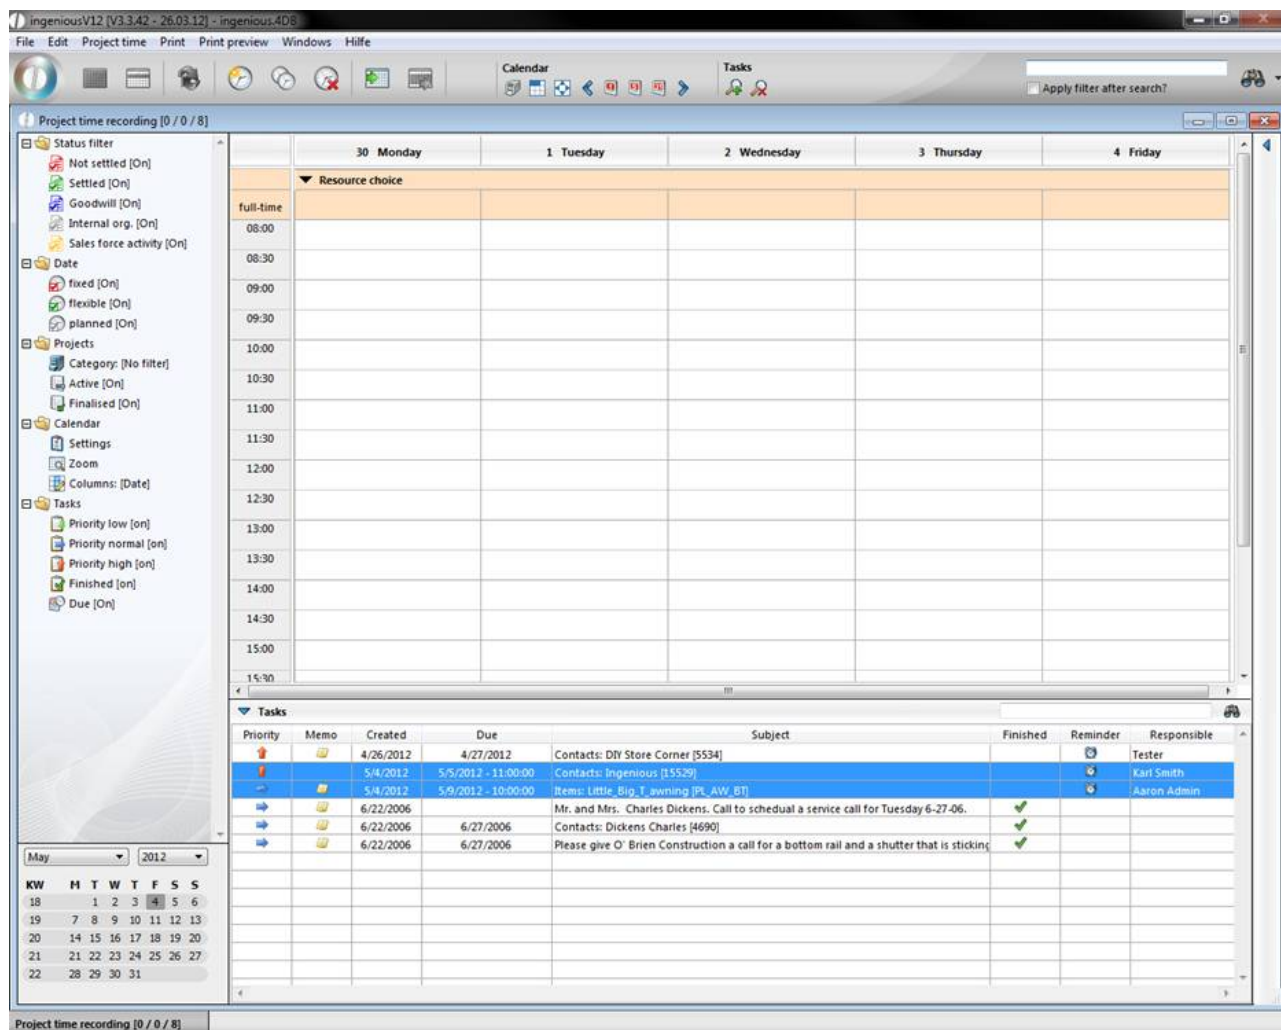 ingeniousV12 [V3.3.42 - 26.03.12] - ingenious.4DB
File Edit Project time Print Print preview Windows Hilfe
Calendar Tasks
Apply filter after search?
Project time recording [0 / 0 / 8]
Status filter
Not settled [On]
Settled [On]
Goodwill [On]
Internal org. [On]
Sales force activity [On]
Date
fixed [On]
flexible [On]
planned [On]
Projects
Category: [No filter]
Active [On]
Finalised [On]
Calendar
Settings
Zoom
Columns: [Date]
Tasks
Priority low [on]
Priority normal [on]
Priority high [on]
Finished [on]
Due [On]
May 2012
KW M T W T F S S
18 1 2 3 4 5 6
19 7 8 9 10 11 12 13
20 14 15 16 17 18 19 20
21 21 22 23 24 25 26 27
22 28 29 30 31
30 Monday 1 Tuesday 2 Wednesday 3 Thursday 4 Friday
Resource choice
full-time
08:00
08:30
09:00
09:30
10:00
10:30
11:00
11:30
12:00
12:30
13:00
13:30
14:00
14:30
15:00
15:30
Tasks
Priority Memo Created Due Subject Finished Reminder Responsible
4/26/2012 4/27/2012 Contacts: DIY Store Corner [5534] Tester
5/4/2012 5/5/2012 - 11:00:00 Contacts: Ingenious [15529] Karl Smith
5/4/2012 5/9/2012 - 10:00:00 Items: Little_Big_T_awning [PL_AW_BT] Aaron Admin
6/22/2006 Mr. and Mrs. Charles Dickens. Call to schedual a service call for Tuesday 6-27-06.
6/22/2006 6/27/2006 Contacts: Dickens Charles [4690]
6/22/2006 6/27/2006 Please give O' Brien Construction a call for a bottom rail and a shutter that is sticking
Project time recording [0 / 0 / 8]